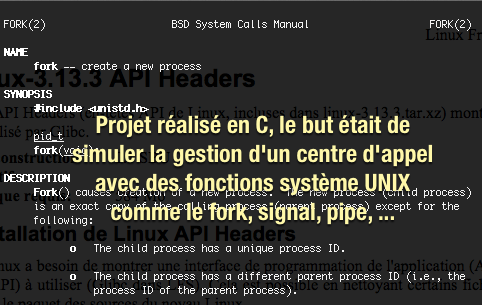 FORK(2) BSD System Calls Manual FORK(2)
Linux Fr
NAME
fork -- create a new process
ux-3.13.3 API Headers
SYNOPSIS
#include <unistd.h>
API de Linux, incluses dans linux-3.13.3.tar.xz) mont
pid_t
fork(void);
Projet réalisé en C, le but était de
simuler la gestion d'un centre d'appel
avec des fonctions système UNIX
comme le fork, signal, pipe, ...
DESCRIPTION
fork() causes creation of a new process. The new process (child process)
is an exact copy of the calling process (parent process) except for the
following:
tallation de Linux API Headers
o The child process has a unique process ID.
nux a besoin de montrer une interface de programmation de l'application (A
o The child process has a different parent process ID (i.e., the
process ID of the parent process).